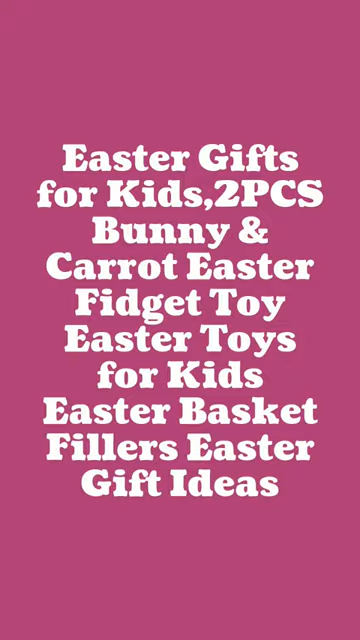 Easter Gifts
for Kids,2PCS
Bunny &
Carrot Easter
Fidget Toy
Easter Toys
for Kids
Easter Basket
Fillers Easter
Gift Ideas